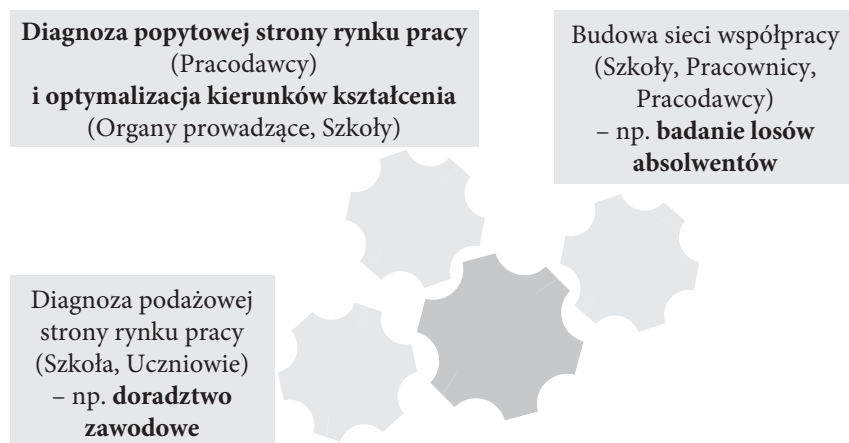 Diagnoza popytowej strony rynku pracy
(Pracodawcy)
i optymalizacja kierunków kształcenia
(Organy prowadzące, Szkoły)
Budowa sieci współpracy
(Szkoły, Pracownicy,
Pracodawcy)
– np. badanie losów
absolwentów
Diagnoza podażowej
strony rynku pracy
(Szkoła, Uczniowie)
– np. doradztwo
zawodowe